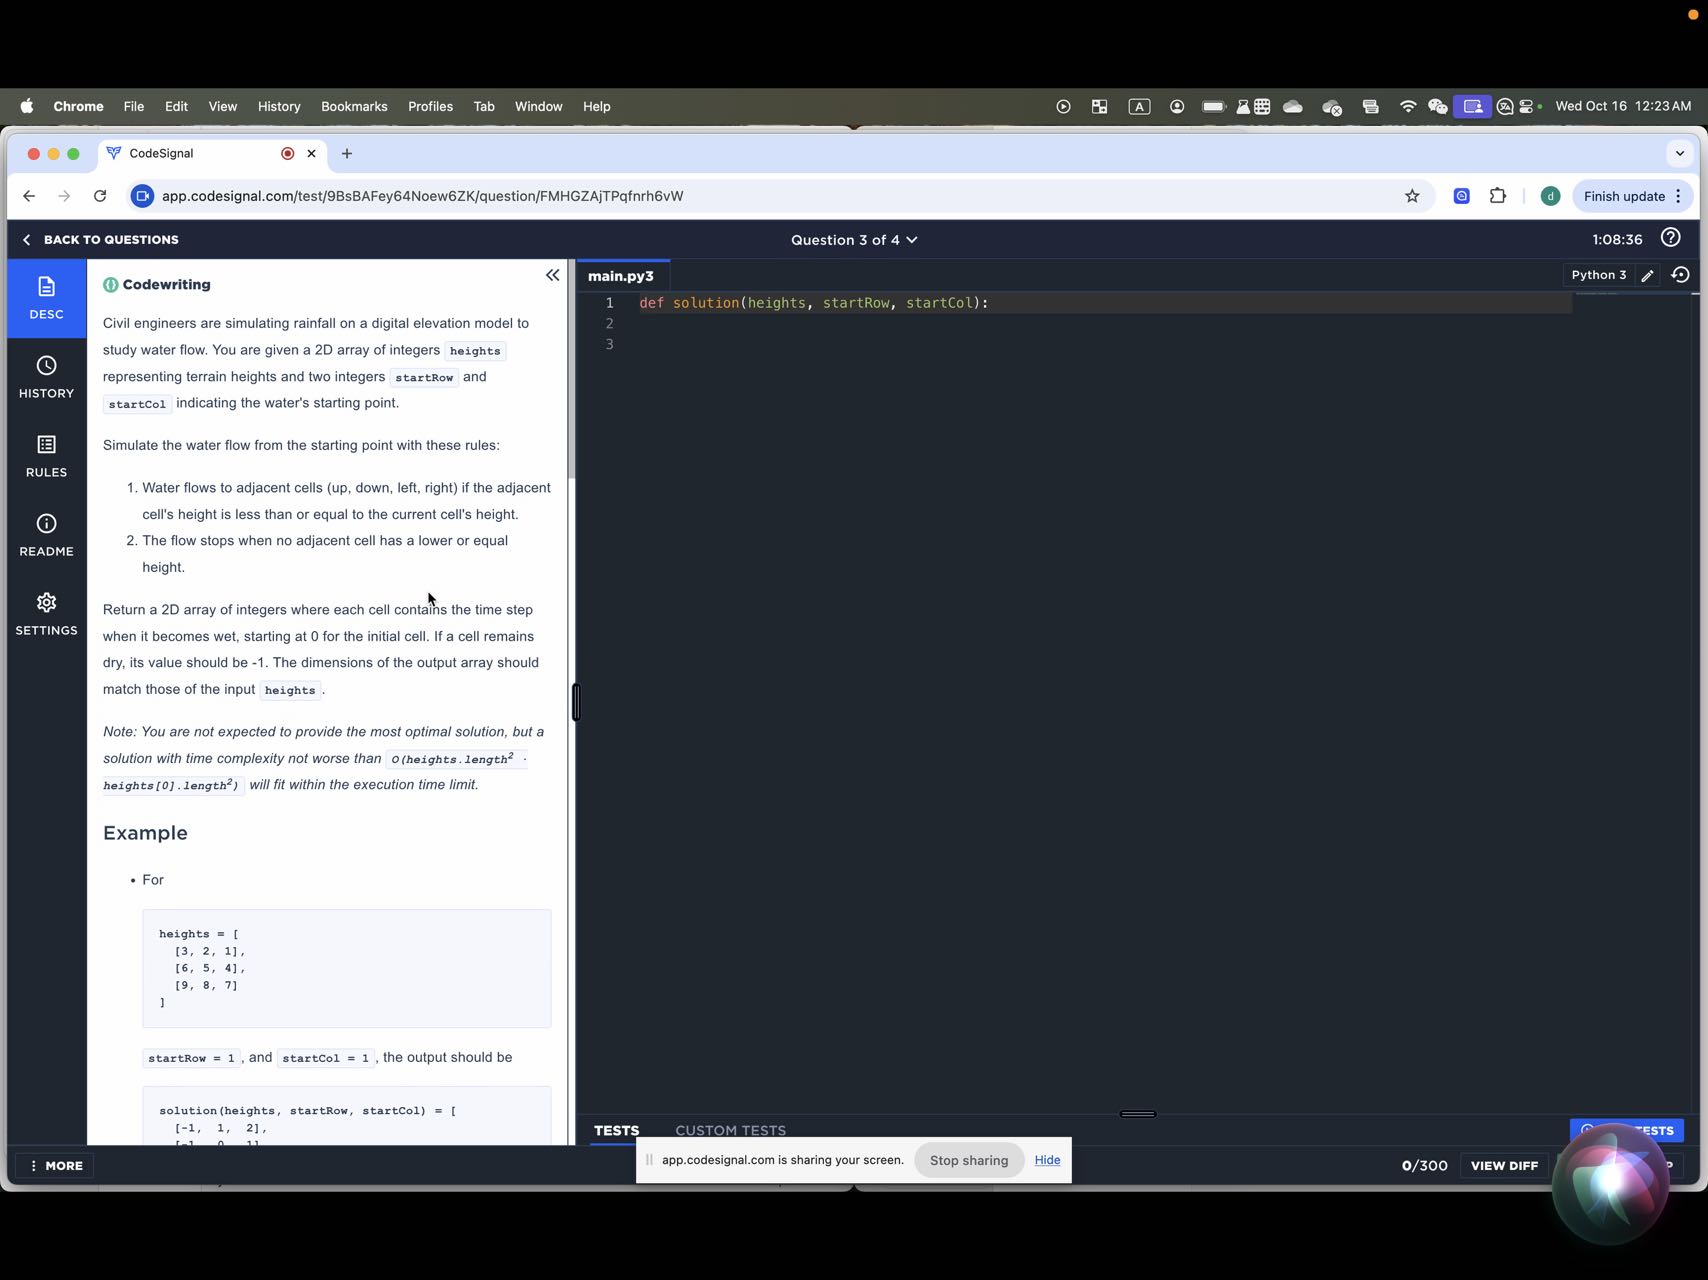 Chrome File Edit View History Bookmarks Profiles Tab Window Help
A
Wed Oct 16 12:23 AM
CodeSignal
app.codesignal.com/test/9BsBAFey64Noew6ZK/question/FMHGZAjTPqfnrh6vW
d
Finish update
BACK TO QUESTIONS
Question 3 of 4
1:08:36
DESC
HISTORY
RULES
README
SETTINGS
Codewriting
Civil engineers are simulating rainfall on a digital elevation model to
study water flow. You are given a 2D array of integers heights
representing terrain heights and two integers startRow and
startCol indicating the water's starting point.
Simulate the water flow from the starting point with these rules:
1. Water flows to adjacent cells (up, down, left, right) if the adjacent
cell's height is less than or equal to the current cell's height.
2. The flow stops when no adjacent cell has a lower or equal
height.
Return a 2D array of integers where each cell contains the time step
when it becomes wet, starting at 0 for the initial cell. If a cell remains
dry, its value should be -1. The dimensions of the output array should
match those of the input heights .
Note: You are not expected to provide the most optimal solution, but a
solution with time complexity not worse than O(heights.length² ·
heights[0].length²) will fit within the execution time limit.
Example
• For
heights = [
[3, 2, 1],
[6, 5, 4],
[9, 8, 7]
]
startRow = 1 , and startCol = 1 , the output should be
solution(heights, startRow, startCol) = [
[-1, 1, 2],
[-1, 0, 1]
MORE
main.py3
Python 3
1 def solution(heights, startRow, startCol):
2
3
TESTS
CUSTOM TESTS
TESTS
app.codesignal.com is sharing your screen.
Stop sharing
Hide
0/300
VIEW DIFF